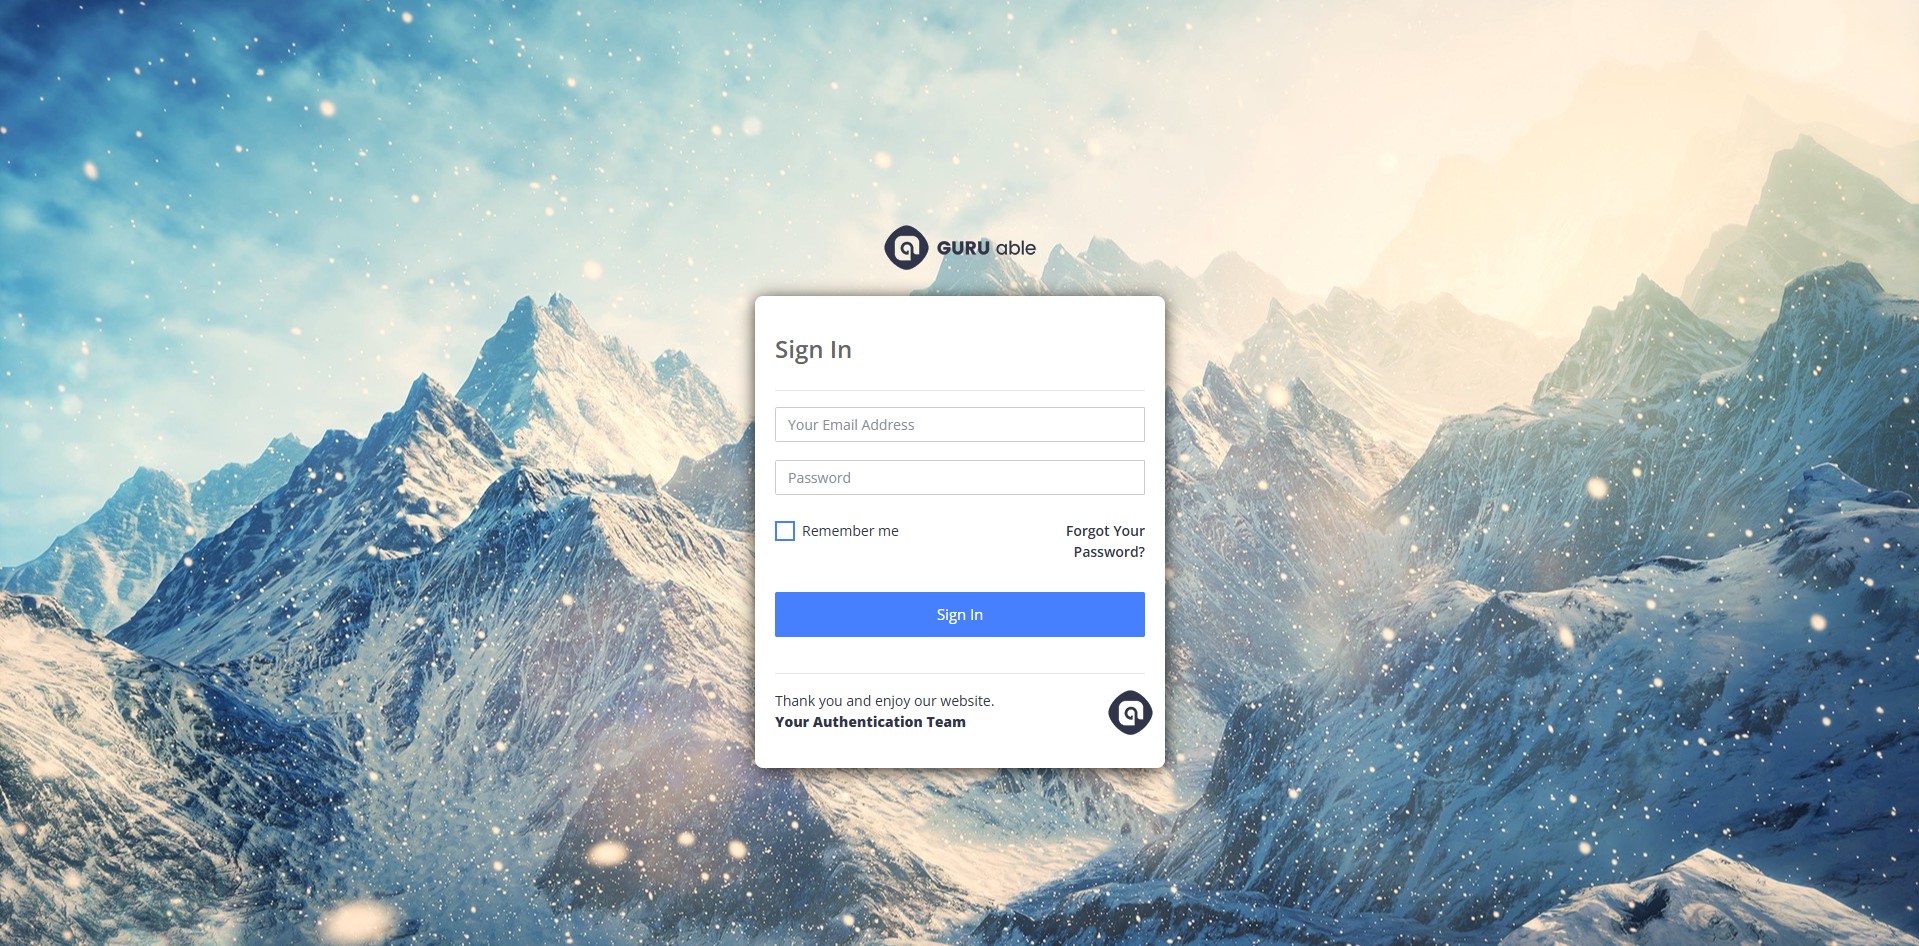 GURU able
Sign In
Your Email Address
Password
Remember me
Forgot Your
Password?
Sign In
Thank you and enjoy our website.
Your Authentication Team